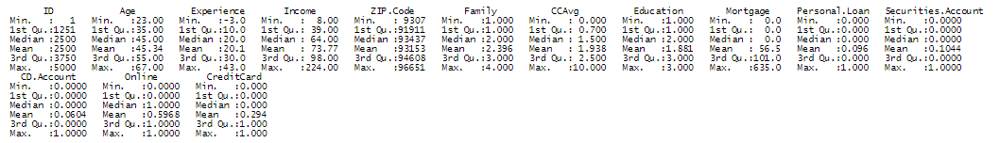 ID Age Experience Income ZIP.Code Family CCAvg Education Mortgage Personal.Loan Securities.Account
Min. : 1 Min. :23.00 Min. :-3.0 Min. : 8.00 Min. : 9307 Min. :1.000 Min. : 0.000 Min. :1.000 Min. : 0.0 Min. :0.000 Min. :0.0000
1st Qu.:1251 1st Qu.:35.00 1st Qu.:10.0 1st Qu.: 39.00 1st Qu.:91911 1st Qu.:1.000 1st Qu.: 0.700 1st Qu.:1.000 1st Qu.: 0.0 1st Qu.:0.000 1st Qu.:0.0000
Median :2500 Median :45.00 Median :20.0 Median : 64.00 Median :93437 Median :2.000 Median : 1.500 Median :2.000 Median : 0.0 Median :0.000 Median :0.0000
Mean :2500 Mean :45.34 Mean :20.1 Mean : 73.77 Mean :93153 Mean :2.396 Mean : 1.938 Mean :1.881 Mean : 56.5 Mean :0.096 Mean :0.1044
3rd Qu.:3750 3rd Qu.:55.00 3rd Qu.:30.0 3rd Qu.: 98.00 3rd Qu.:94608 3rd Qu.:3.000 3rd Qu.: 2.500 3rd Qu.:3.000 3rd Qu.:101.0 3rd Qu.:0.000 3rd Qu.:0.0000
Max. :5000 Max. :67.00 Max. :43.0 Max. :224.00 Max. :96651 Max. :4.000 Max. :10.000 Max. :3.000 Max. :635.0 Max. :1.000 Max. :1.0000
CD.Account Online CreditCard
Min. :0.0000 Min. :0.0000 Min. :0.000
1st Qu.:0.0000 1st Qu.:0.0000 1st Qu.:0.000
Median :0.0000 Median :1.0000 Median :0.000
Mean :0.0604 Mean :0.5968 Mean :0.294
3rd Qu.:0.0000 3rd Qu.:1.0000 3rd Qu.:1.000
Max. :1.0000 Max. :1.0000 Max. :1.000